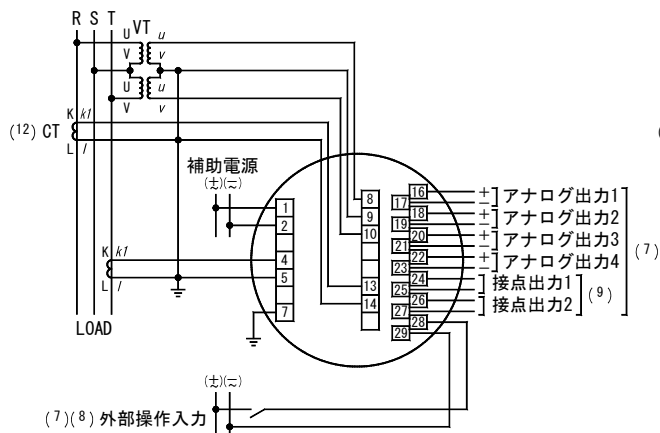 R S T
U VT u
V v
U u
V v
(12) CT K k1
L l
補助電源
(±)(∓)
1
2
4
5
7
K k1
L l
LOAD
8
9
10
13
14
16
17
18
19
20
21
22
23
24
25
26
27
28
29
+
− アナログ出力1
+
− アナログ出力2
+
− アナログ出力3
+
− アナログ出力4
(7)
接点出力1
接点出力2
(9)
(±)(∓)
(7)(8) 外部操作入力